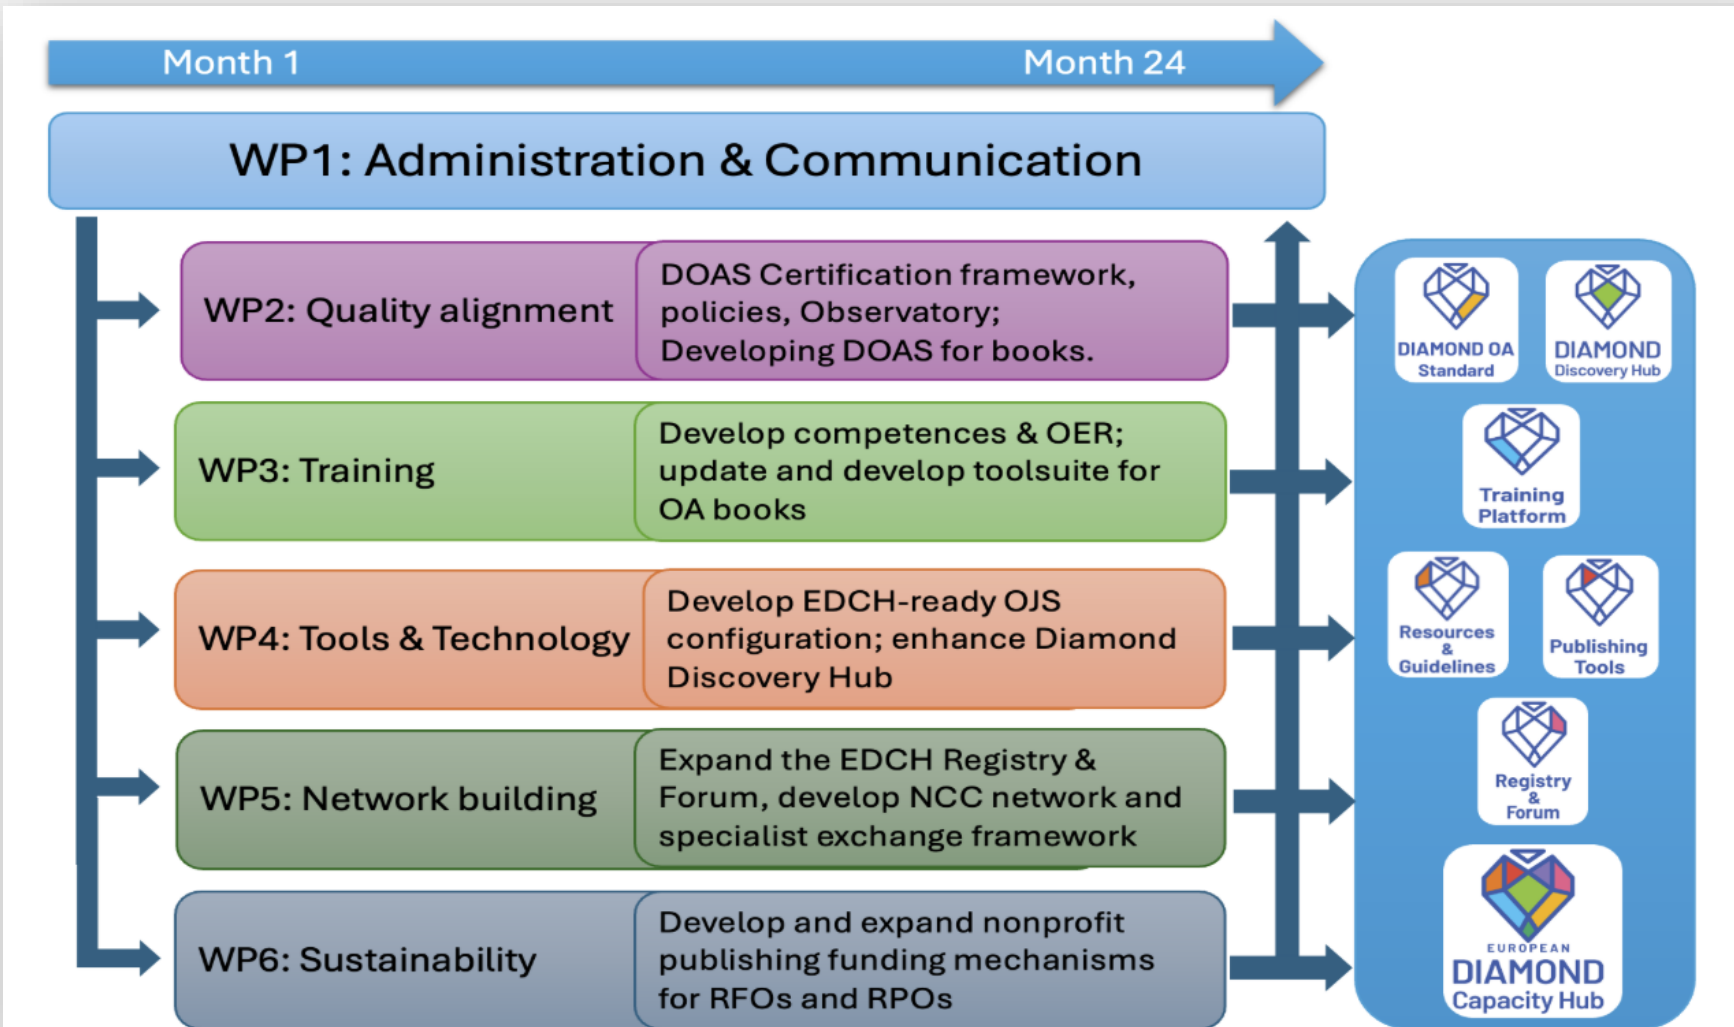 Month 1
Month 24
WP1: Administration & Communication
WP2: Quality alignment
DOAS Certification framework,
policies, Observatory;
Developing DOAS for books.
DIAMOND OA
Standard
DIAMOND
Discovery Hub
WP3: Training
Develop competences & OER;
update and develop toolsuite for
OA books
Training
Platform
WP4: Tools & Technology
Develop EDCH-ready OJS
configuration; enhance Diamond
Discovery Hub
Resources
&
Guidelines
Publishing
Tools
WP5: Network building
Expand the EDCH Registry &
Forum, develop NCC network and
specialist exchange framework
Registry
&
Forum
WP6: Sustainability
Develop and expand nonprofit
publishing funding mechanisms
for RFOs and RPOs
EUROPEAN
DIAMOND
Capacity Hub